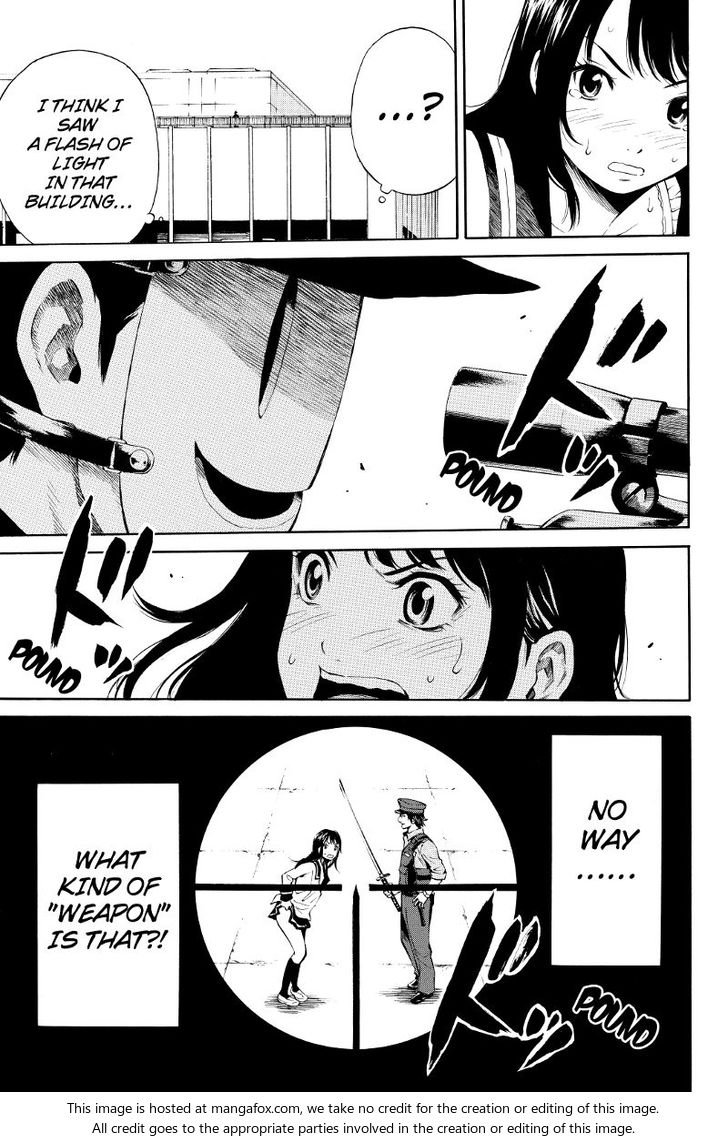 ...?
I THINK I
SAW
A FLASH OF
LIGHT
IN THAT
BUILDING...
ド
POUND
ドッ
POUND
NO
WAY
......
WHAT
KIND OF
"WEAPON"
IS THAT?!
ドッ
POUND
This image is hosted at mangafox.com, we take no credit for the creation or editing of this image.
All credit goes to the appropriate parties involved in the creation or editing of this image.